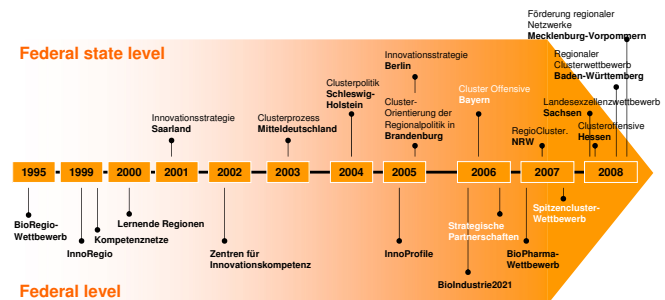 Federal state level
Förderung regionaler
Netzwerke
Mecklenburg-Vorpommern
Innovationsstrategie
Berlin
Regionaler
Clusterwettbewerb
Baden-Württemberg
Clusterpolitik
Schleswig-
Holstein
Cluster Offensive
Bayern
Cluster-
Orientierung der
Regionalpolitik in
Brandenburg
Landesexzellenzwettbewerb
Sachsen
Innovationsstrategie
Saarland
Clusterprozess
Mitteldeutschland
RegioCluster.
NRW
Clusteroffensive
Hessen
1995
1999
2000
2001
2002
2003
2004
2005
2006
2007
2008
BioRegio-
Wettbewerb
InnoRegio
Kompetenznetze
Lernende Regionen
Zentren für
Innovationskompetenz
InnoProfile
Strategische
Partnerschaften
BioIndustrie2021
BioPharma-
Wettbewerb
Spitzencluster-
Wettbewerb
Federal level